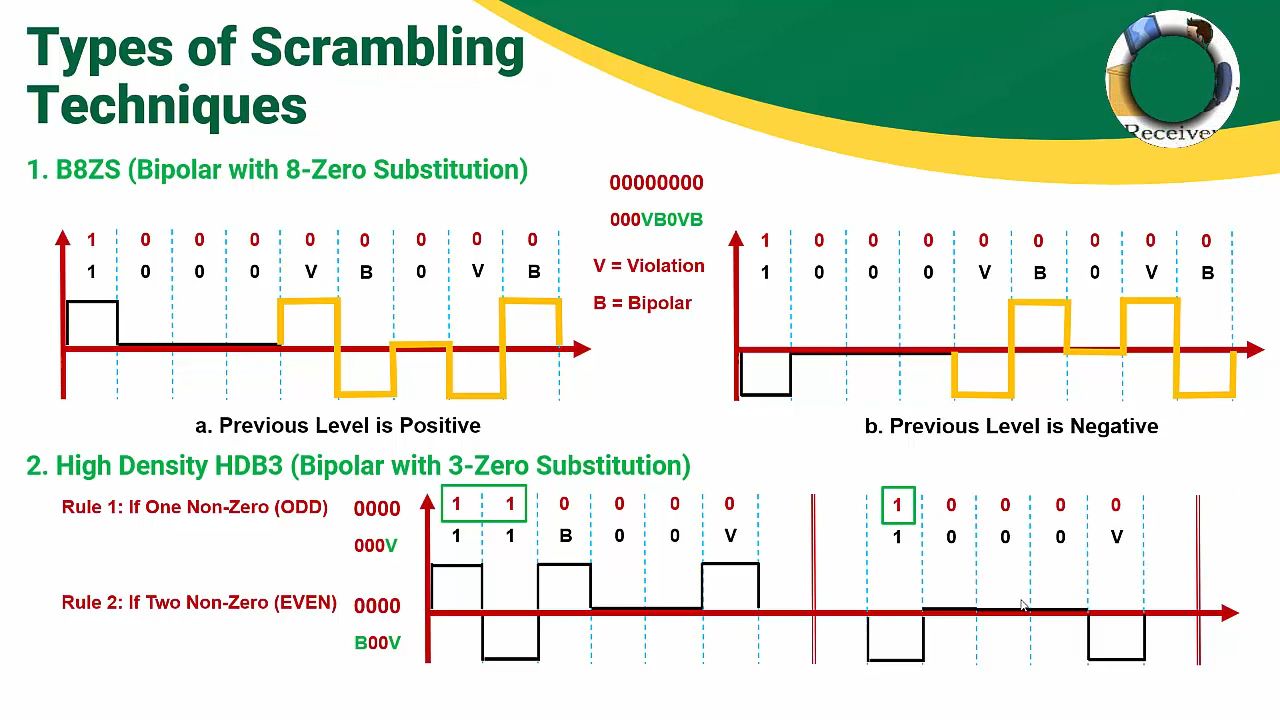 Types of Scrambling
Techniques
Receiver
1. B8ZS (Bipolar with 8-Zero Substitution)
00000000
000VB0VB
V = Violation
B = Bipolar
1 0 0 0 0 0 0 0 0
1 0 0 0 V B 0 V B
a. Previous Level is Positive
1 0 0 0 0 0 0 0 0
1 0 0 0 V B 0 V B
b. Previous Level is Negative
2. High Density HDB3 (Bipolar with 3-Zero Substitution)
Rule 1: If One Non-Zero (ODD) 0000
000V
Rule 2: If Two Non-Zero (EVEN) 0000
B00V
1 1 0 0 0 0
1 1 B 0 0 V
1 0 0 0 0
1 0 0 0 V